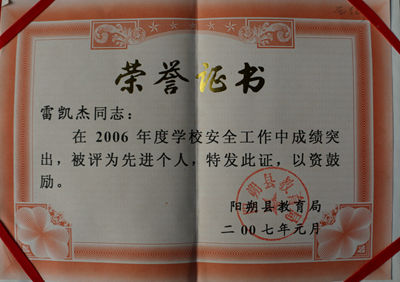 荣誉证书
雷凯杰同志：
在 2006 年度学校安全工作中成绩突
出，被评为先进个人，特发此证，以资鼓
励。
阳朔县教育局
二00七年元月